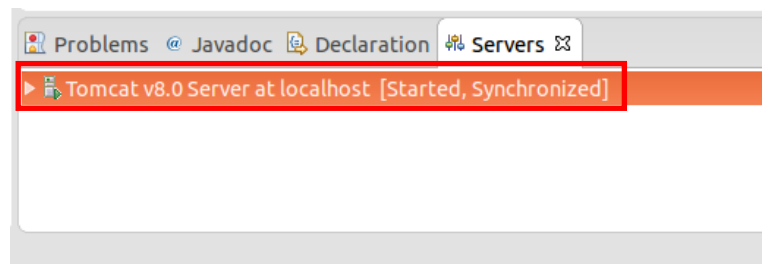 Problems @ Javadoc Declaration Servers
Tomcat v8.0 Server at localhost [Started, Synchronized]